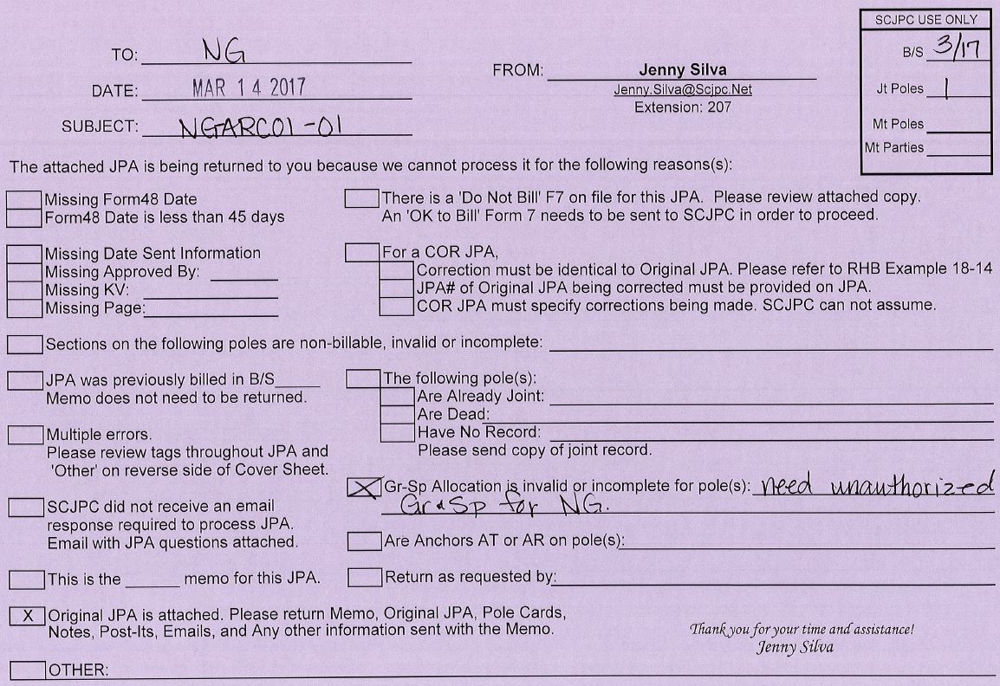 SCJPC USE ONLY
B/S 3/17
Jt Poles 1
Mt Poles
Mt Parties
TO: NG
DATE: MAR 14 2017
SUBJECT: NGARC01-01
FROM: Jenny Silva
Jenny.Silva@Scjpc.Net
Extension: 207
The attached JPA is being returned to you because we cannot process it for the following reasons(s):
Missing Form48 Date
Form48 Date is less than 45 days
There is a 'Do Not Bill' F7 on file for this JPA. Please review attached copy.
An 'OK to Bill' Form 7 needs to be sent to SCJPC in order to proceed.
Missing Date Sent Information
Missing Approved By:
Missing KV:
Missing Page:
For a COR JPA,
Correction must be identical to Original JPA. Please refer to RHB Example 18-14
JPA# of Original JPA being corrected must be provided on JPA.
COR JPA must specify corrections being made. SCJPC can not assume.
Sections on the following poles are non-billable, invalid or incomplete:
JPA was previously billed in B/S
Memo does not need to be returned.
The following pole(s):
Are Already Joint:
Are Dead:
Have No Record:
Please send copy of joint record.
Multiple errors.
Please review tags throughout JPA and
'Other' on reverse side of Cover Sheet.
X Gr-Sp Allocation is invalid or incomplete for pole(s): need unauthorized
Gr & Sp for NG.
SCJPC did not receive an email
response required to process JPA.
Email with JPA questions attached.
Are Anchors AT or AR on pole(s):
This is the memo for this JPA.
Return as requested by:
X Original JPA is attached. Please return Memo, Original JPA, Pole Cards,
Notes, Post-Its, Emails, and Any other information sent with the Memo.
Thank you for your time and assistance!
Jenny Silva
OTHER: